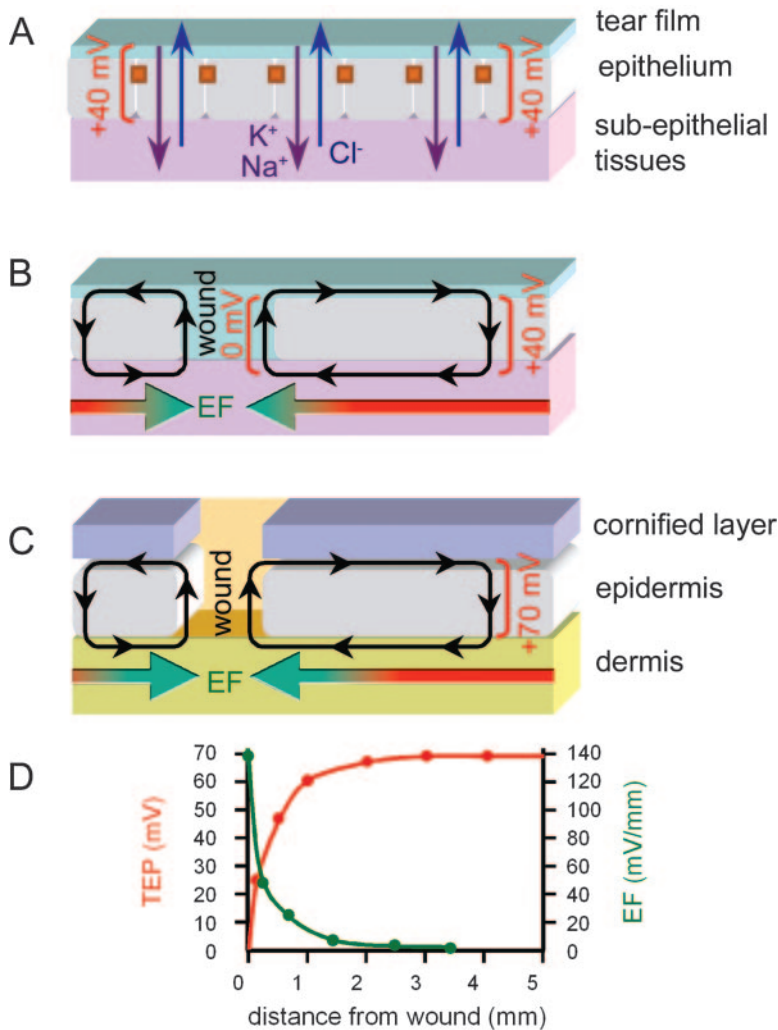 A
tear film
+40 mV
+40 mV
epithelium
K+
Na+
Cl-
sub-epithelial
tissues
B
wound
0 mV
+40 mV
EF
C
cornified layer
wound
+70 mV
epidermis
EF
dermis
D
TEP (mV)
70
60
50
40
30
20
10
0
140
120
100
80
60
40
20
0
EF (mV/mm)
0 1 2 3 4 5
distance from wound (mm)